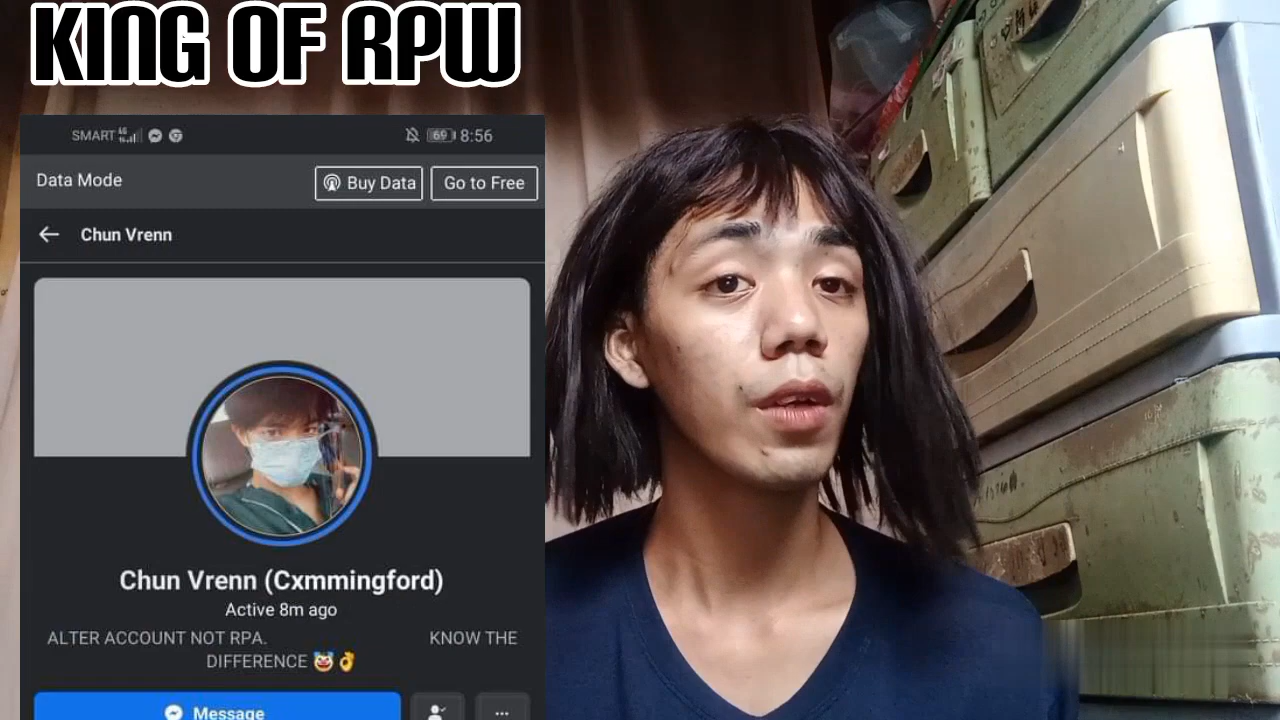 KING OF RPW
SMART 4G 69 8:56
Data Mode Buy Data Go to Free
Chun Vrenn
Chun Vrenn (Cxmmingford)
Active 8m ago
ALTER ACCOUNT NOT RPA. KNOW THE
DIFFERENCE 🤡👌
Message